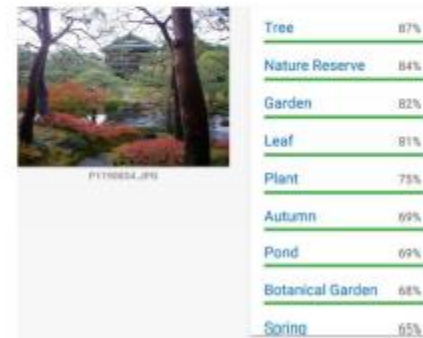 P1190604.JPG
Tree 87%
Nature Reserve 84%
Garden 82%
Leaf 81%
Plant 75%
Autumn 69%
Pond 69%
Botanical Garden 68%
Spring 65%